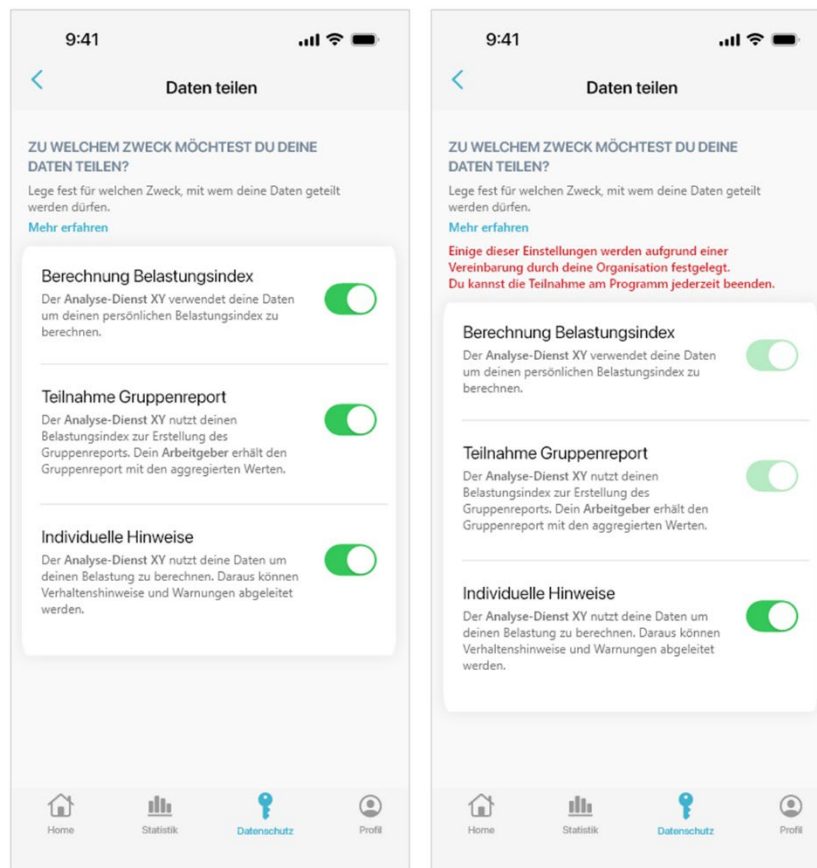 9:41
Daten teilen
ZU WELCHEM ZWECK MÖCHTEST DU DEINE
DATEN TEILEN?
Lege fest für welchen Zweck, mit wem deine Daten geteilt
werden dürfen.
Mehr erfahren
Berechnung Belastungsindex
Der Analyse-Dienst XY verwendet deine Daten
um deinen persönlichen Belastungsindex zu
berechnen.
Teilnahme Gruppenreport
Der Analyse-Dienst XY nutzt deinen
Belastungsindex zur Erstellung des
Gruppenreports. Dein Arbeitgeber erhält den
Gruppenreport mit den aggregierten Werten.
Individuelle Hinweise
Der Analyse-Dienst XY nutzt deine Daten um
deinen Belastung zu berechnen. Daraus können
Verhaltenshinweise und Warnungen abgeleitet
werden.
Home
Statistik
Datenschutz
Profil
9:41
Daten teilen
ZU WELCHEM ZWECK MÖCHTEST DU DEINE
DATEN TEILEN?
Lege fest für welchen Zweck, mit wem deine Daten geteilt
werden dürfen.
Mehr erfahren
Einige dieser Einstellungen werden aufgrund einer
Vereinbarung durch deine Organisation festgelegt.
Du kannst die Teilnahme am Programm jederzeit beenden.
Berechnung Belastungsindex
Der Analyse-Dienst XY verwendet deine Daten
um deinen persönlichen Belastungsindex zu
berechnen.
Teilnahme Gruppenreport
Der Analyse-Dienst XY nutzt deinen
Belastungsindex zur Erstellung des
Gruppenreports. Dein Arbeitgeber erhält den
Gruppenreport mit den aggregierten Werten.
Individuelle Hinweise
Der Analyse-Dienst XY nutzt deine Daten um
deinen Belastung zu berechnen. Daraus können
Verhaltenshinweise und Warnungen abgeleitet
werden.
Home
Statistik
Datenschutz
Profil